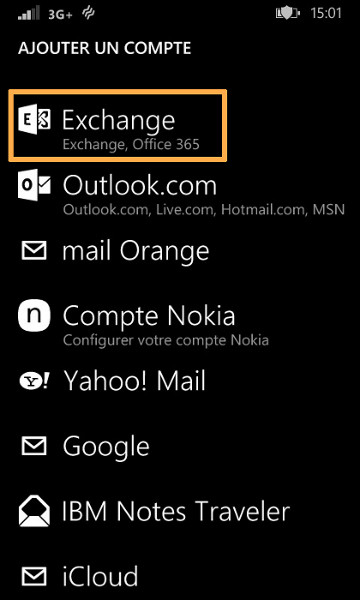 3G+ 15:01
AJOUTER UN COMPTE
E Exchange
Exchange, Office 365
O Outlook.com
Outlook.com, Live.com, Hotmail.com, MSN
mail Orange
n Compte Nokia
Configurer votre compte Nokia
Y! Yahoo! Mail
Google
IBM Notes Traveler
iCloud